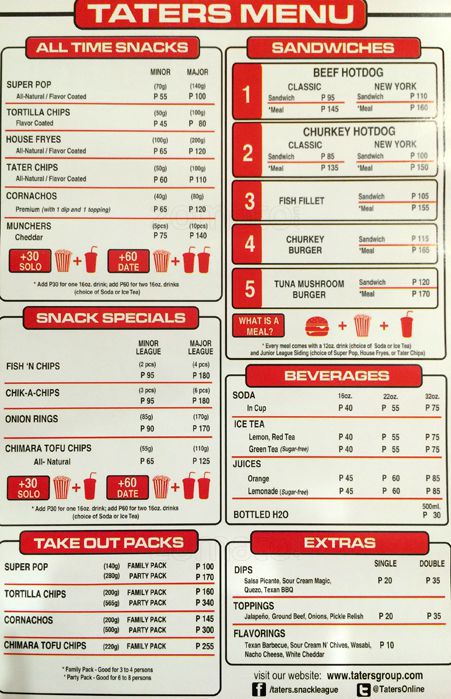 TATERS MENU
ALL TIME SNACKS
MINOR MAJOR
SUPER POP (70g) (140g)
All-Natural / Flavor Coated P 55 P 100
TORTILLA CHIPS (50g) (100g)
Flavor Coated P 45 P 80
HOUSE FRYES (100g) (200g)
All-Natural / Flavor Coated P 65 P 120
TATER CHIPS (50g) (100g)
All-Natural / Flavor Coated P 60 P 110
CORNACHOS (40g) (80g)
Premium (with 1 dip and 1 topping) P 65 P 120
MUNCHERS (5pcs) (10pcs)
Cheddar P 75 P 140
+30 SOLO + +60 DATE +
* Add P30 for one 16oz. drink; add P60 for two 16oz. drinks
(choice of Soda or Ice Tea)
SNACK SPECIALS
MINOR LEAGUE MAJOR LEAGUE
FISH 'N CHIPS (2 pcs) (4 pcs)
P 95 P 180
CHIK-A-CHIPS (3 pcs) (6 pcs)
P 95 P 180
ONION RINGS (85g) (170g)
P 90 P 170
CHIMARA TOFU CHIPS (55g) (110g)
All- Natural P 65 P 125
+30 SOLO + +60 DATE +
* Add P30 for one 16oz. drink; add P60 for two 16oz. drinks
(choice of Soda or Ice Tea)
TAKE OUT PACKS
SUPER POP (140g) FAMILY PACK P 100
(280g) PARTY PACK P 170
TORTILLA CHIPS (200g) FAMILY PACK P 160
(565g) PARTY PACK P 340
CORNACHOS (200g) FAMILY PACK P 145
(500g) PARTY PACK P 300
CHIMARA TOFU CHIPS (220g) FAMILY PACK P 255
* Family Pack - Good for 3 to 4 persons
* Party Pack - Good for 6 to 8 persons
SANDWICHES
1 BEEF HOTDOG
CLASSIC NEW YORK
Sandwich P 95 Sandwich P 110
*Meal P 145 *Meal P 160
2 CHURKEY HOTDOG
CLASSIC NEW YORK
Sandwich P 85 Sandwich P 100
*Meal P 135 *Meal P 150
3 FISH FILLET Sandwich P 105
*Meal P 155
4 CHURKEY BURGER Sandwich P 115
*Meal P 165
5 TUNA MUSHROOM BURGER Sandwich P 120
*Meal P 170
WHAT IS A MEAL? + +
* Every meal comes with a 12oz. drink (choice of Soda or Ice Tea)
and Junior League Siding (choice of Super Pop, House Fryes, or Tater Chips)
BEVERAGES
SODA 16oz. 22oz. 32oz.
In Cup P 40 P 55 P 75
ICE TEA
Lemon, Red Tea P 40 P 55 P 75
Green Tea (Sugar-free) P 40 P 55 P 75
JUICES
Orange P 45 P 60 P 85
Lemonade (Sugar-free) P 45 P 60 P 85
500ml.
BOTTLED H2O P 30
EXTRAS
SINGLE DOUBLE
DIPS
Salsa Picante, Sour Cream Magic, P 20 P 35
Quezo, Texan BBQ
TOPPINGS
Jalapeño, Ground Beef, Onions, Pickle Relish P 20 P 35
FLAVORINGS
Texan Barbecue, Sour Cream N' Chives, Wasabi, P 10
Nacho Cheese, White Cheddar
visit our website: www.tatersgroup.com
f /taters.snackleague @TatersOnline